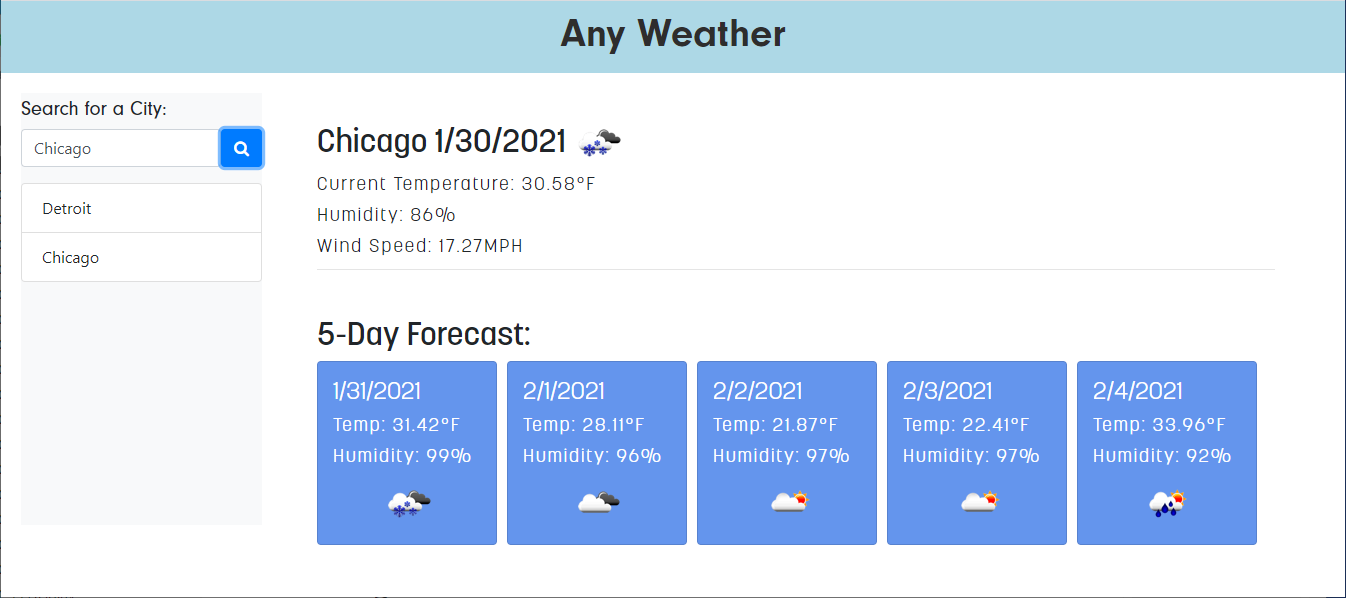 Any Weather
Search for a City:
Chicago
Detroit
Chicago
Chicago 1/30/2021
Current Temperature: 30.58°F
Humidity: 86%
Wind Speed: 17.27MPH
5-Day Forecast:
1/31/2021
Temp: 31.42°F
Humidity: 99%
2/1/2021
Temp: 28.11°F
Humidity: 96%
2/2/2021
Temp: 21.87°F
Humidity: 97%
2/3/2021
Temp: 22.41°F
Humidity: 97%
2/4/2021
Temp: 33.96°F
Humidity: 92%